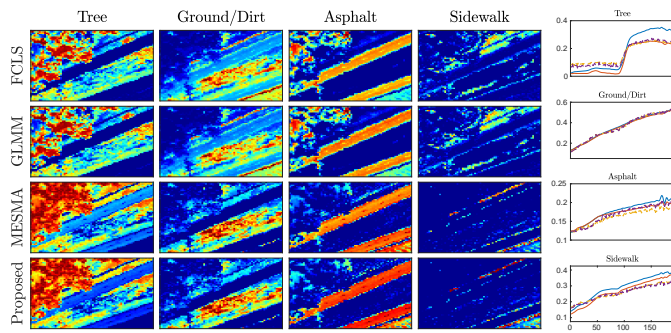 Tree Ground/Dirt Asphalt Sidewalk
FCLS
GLMM
MESMA
Proposed
Tree
0.4
0.2
0
Ground/Dirt
0.6
0.4
0.2
Asphalt
0.25
0.2
0.15
0.1
Sidewalk
0.4
0.3
0.2
0.1
0 50 100 150